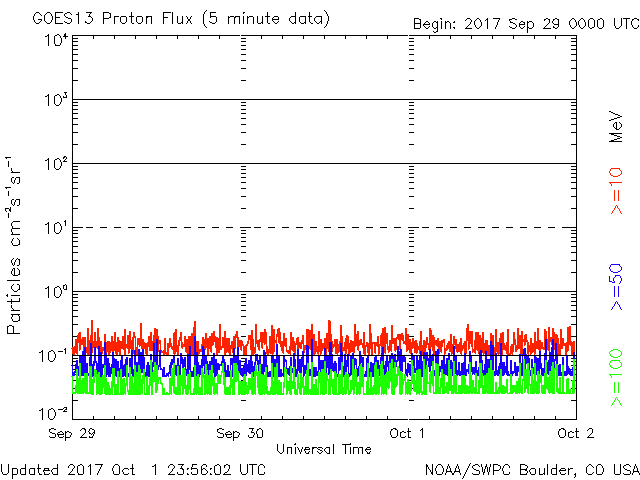 GOES13 Proton Flux (5 minute data)
Begin: 2017 Sep 29 0000 UTC
Particles cm⁻²s⁻¹sr⁻¹
10⁴
10³
10²
10¹
10⁰
10⁻¹
10⁻²
MeV
>=10
>=50
>=100
Sep 29
Sep 30
Oct 1
Oct 2
Universal Time
Updated 2017 Oct 1 23:56:02 UTC
NOAA/SWPC Boulder, CO USA